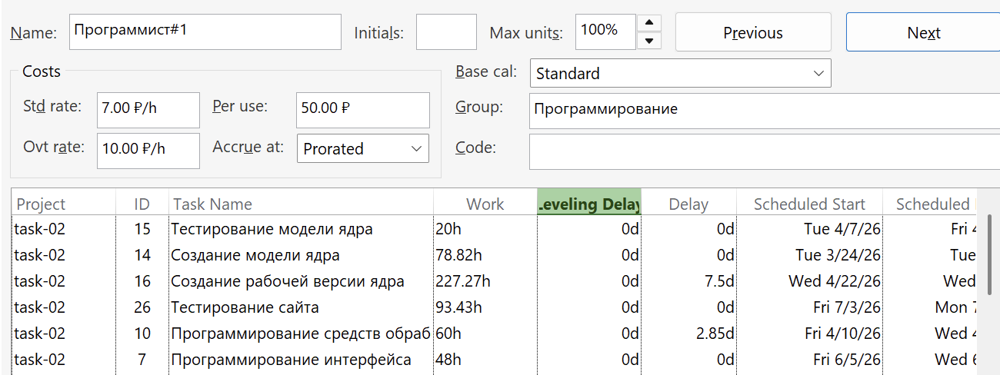 Name: Программист#1 Initials: Max units: 100% Previous Next
Costs Base cal: Standard
Std rate: 7.00 ₽/h Per use: 50.00 ₽ Group: Программирование
Ovt rate: 10.00 ₽/h Accrue at: Prorated Code:
Project ID Task Name Work Leveling Delay Delay Scheduled Start Scheduled
task-02 15 Тестирование модели ядра 20h 0d 0d Tue 4/7/26 Fri 4
task-02 14 Создание модели ядра 78.82h 0d 0d Tue 3/24/26 Tue
task-02 16 Создание рабочей версии ядра 227.27h 0d 7.5d Wed 4/22/26 Wed
task-02 26 Тестирование сайта 93.43h 0d 0d Fri 7/3/26 Mon 7
task-02 10 Программирование средств обраб 60h 0d 2.85d Fri 4/10/26 Wed 4
task-02 7 Программирование интерфейса 48h 0d 0d Fri 6/5/26 Wed 6